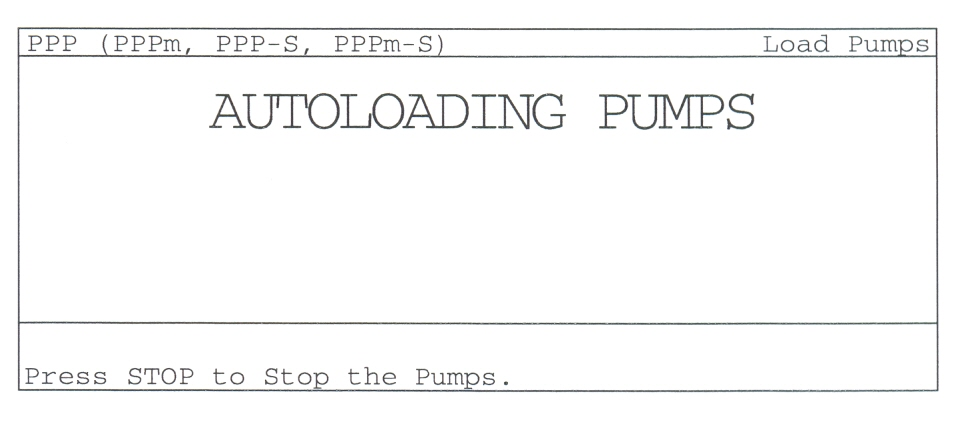 PPP (PPPm, PPP-S, PPPm-S) Load Pumps
AUTOLOADING PUMPS
Press STOP to Stop the Pumps.